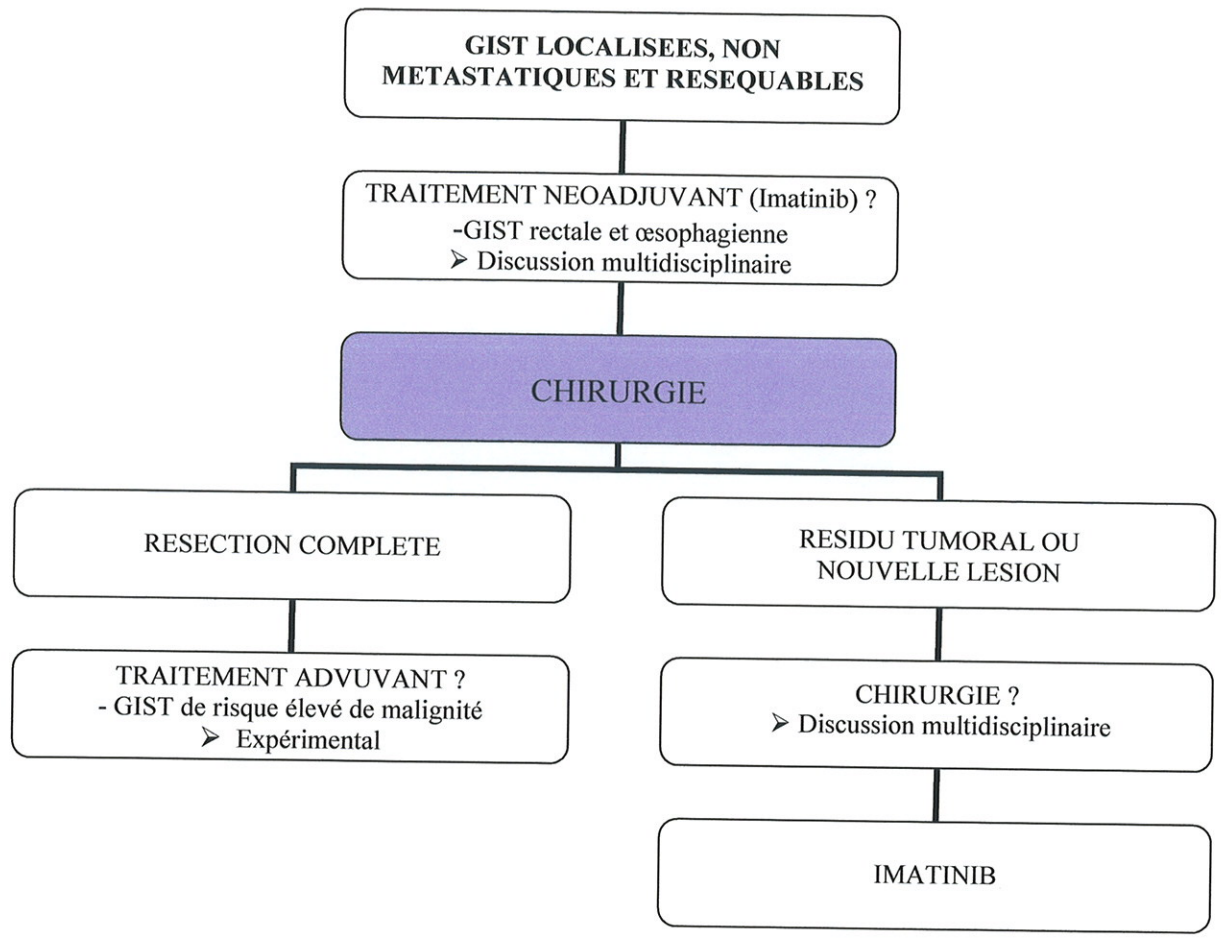 GIST LOCALISEES, NON
METASTATIQUES ET RESEQUABLES
TRAITEMENT NEOADJUVANT (Imatinib) ?
-GIST rectale et œsophagienne
➢ Discussion multidisciplinaire
CHIRURGIE
RESECTION COMPLETE
TRAITEMENT ADVUVANT ?
- GIST de risque élevé de malignité
➢ Expérimental
RESIDU TUMORAL OU
NOUVELLE LESION
CHIRURGIE ?
➢ Discussion multidisciplinaire
IMATINIB